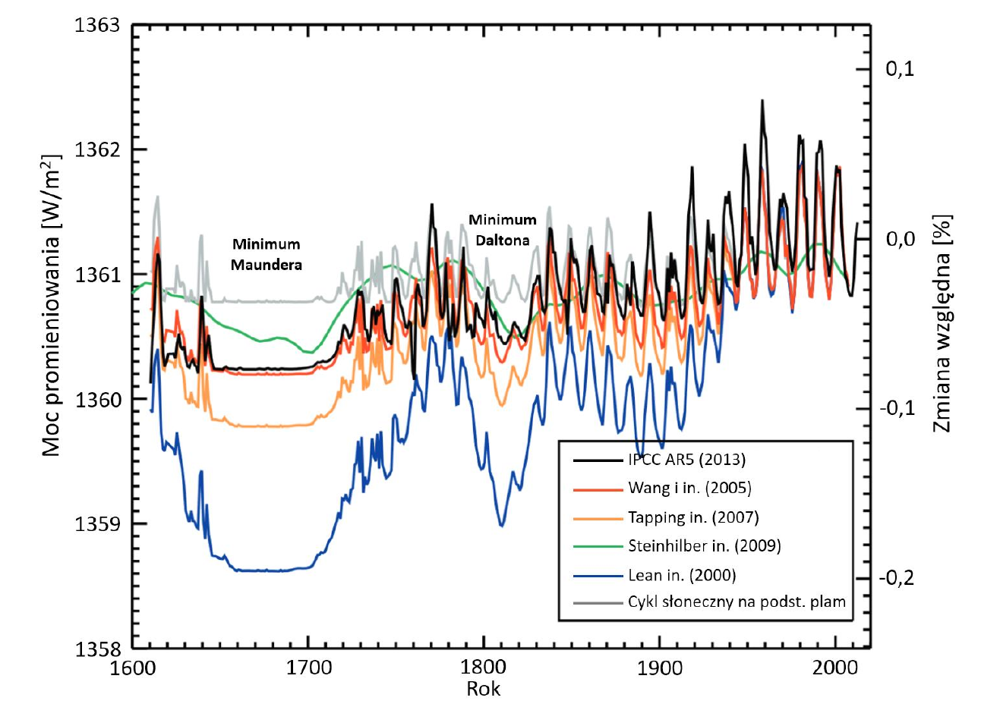 1363
1362
1361
1360
1359
1358
Moc promieniowania [W/m²]
Minimum
Maundera
Minimum
Daltona
0,1
0,0
-0,1
-0,2
Zmiana względna [%]
IPCC AR5 (2013)
Wang i in. (2005)
Tapping in. (2007)
Steinhilber in. (2009)
Lean in. (2000)
Cykl słoneczny na podst. plam
1600 1700 1800 1900 2000
Rok